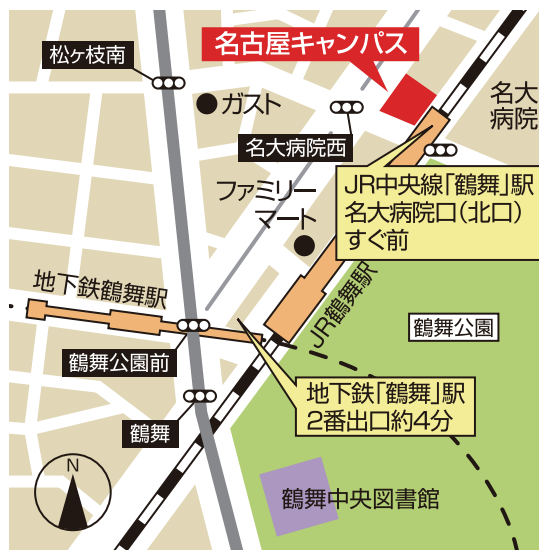 名古屋キャンパス
松ヶ枝南
ガスト
名大
病院
名大病院西
JR中央線「鶴舞」駅
名大病院口(北口)
すぐ前
ファミリー
マート
地下鉄鶴舞駅
JR鶴舞駅
鶴舞公園
鶴舞公園前
地下鉄「鶴舞」駅
2番出口約4分
鶴舞
N
鶴舞中央図書館